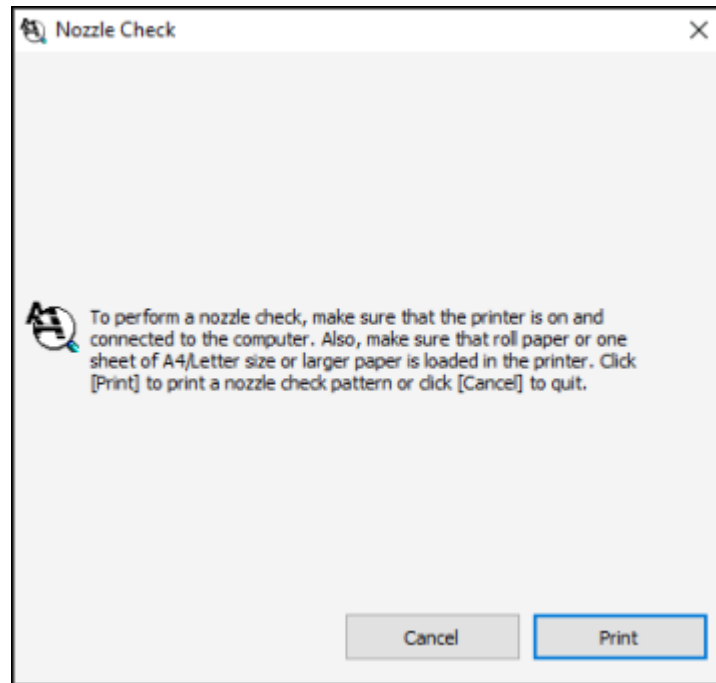 Nozzle Check
To perform a nozzle check, make sure that the printer is on and
connected to the computer. Also, make sure that roll paper or one
sheet of A4/Letter size or larger paper is loaded in the printer. Click
[Print] to print a nozzle check pattern or click [Cancel] to quit.
Cancel Print